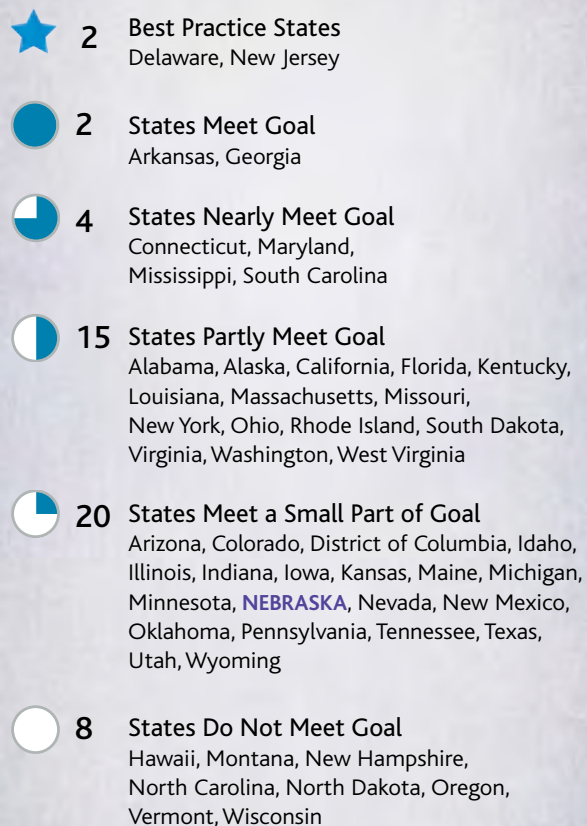 2 Best Practice States
Delaware, New Jersey
2 States Meet Goal
Arkansas, Georgia
4 States Nearly Meet Goal
Connecticut, Maryland,
Mississippi, South Carolina
15 States Partly Meet Goal
Alabama, Alaska, California, Florida, Kentucky,
Louisiana, Massachusetts, Missouri,
New York, Ohio, Rhode Island, South Dakota,
Virginia, Washington, West Virginia
20 States Meet a Small Part of Goal
Arizona, Colorado, District of Columbia, Idaho,
Illinois, Indiana, Iowa, Kansas, Maine, Michigan,
Minnesota, NEBRASKA, Nevada, New Mexico,
Oklahoma, Pennsylvania, Tennessee, Texas,
Utah, Wyoming
8 States Do Not Meet Goal
Hawaii, Montana, New Hampshire,
North Carolina, North Dakota, Oregon,
Vermont, Wisconsin